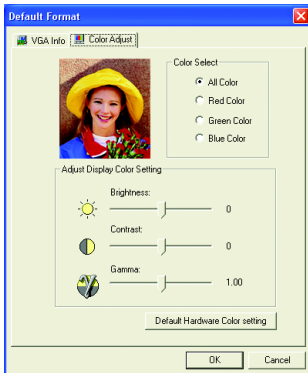 Default Format
VGA Info
Color Adjust
Color Select
All Color
Red Color
Green Color
Blue Color
Adjust Display Color Setting
Brightness:
0
Contrast:
0
Gamma:
1.00
Default Hardware Color setting
OK
Cancel